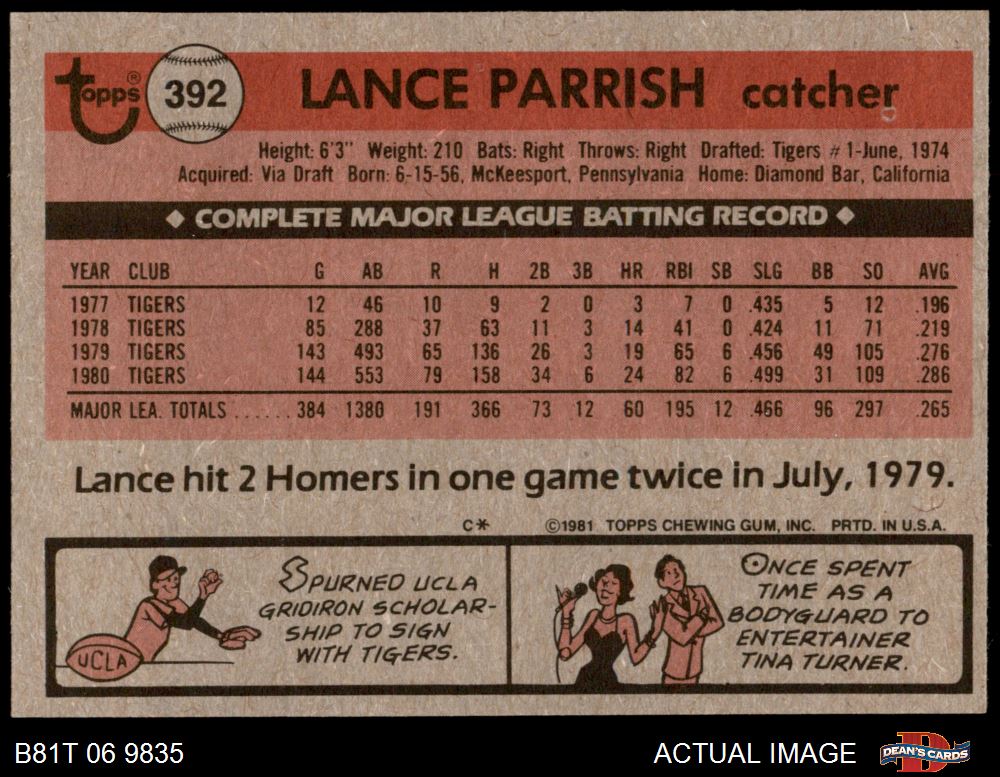 topps® 392 LANCE PARRISH catcher
Height: 6'3" Weight: 210 Bats: Right Throws: Right Drafted: Tigers #1-June, 1974
Acquired: Via Draft Born: 6-15-56, McKeesport, Pennsylvania Home: Diamond Bar, California
◆ COMPLETE MAJOR LEAGUE BATTING RECORD ◆
YEAR CLUB G AB R H 2B 3B HR RBI SB SLG BB SO AVG
1977 TIGERS 12 46 10 9 2 0 3 7 0 .435 5 12 .196
1978 TIGERS 85 288 37 63 11 3 14 41 0 .424 11 71 .219
1979 TIGERS 143 493 65 136 26 3 19 65 6 .456 49 105 .276
1980 TIGERS 144 553 79 158 34 6 24 82 6 .499 31 109 .286
MAJOR LEA. TOTALS ...... 384 1380 191 366 73 12 60 195 12 .466 96 297 .265
Lance hit 2 Homers in one game twice in July, 1979.
C* ©1981 TOPPS CHEWING GUM, INC. PRTD. IN U.S.A.
SPURNED UCLA
GRIDIRON SCHOLAR-
SHIP TO SIGN
WITH TIGERS.
UCLA
ONCE SPENT
TIME AS A
BODYGUARD TO
ENTERTAINER
TINA TURNER.
B81T 06 9835 ACTUAL IMAGE DEAN'S CARDS